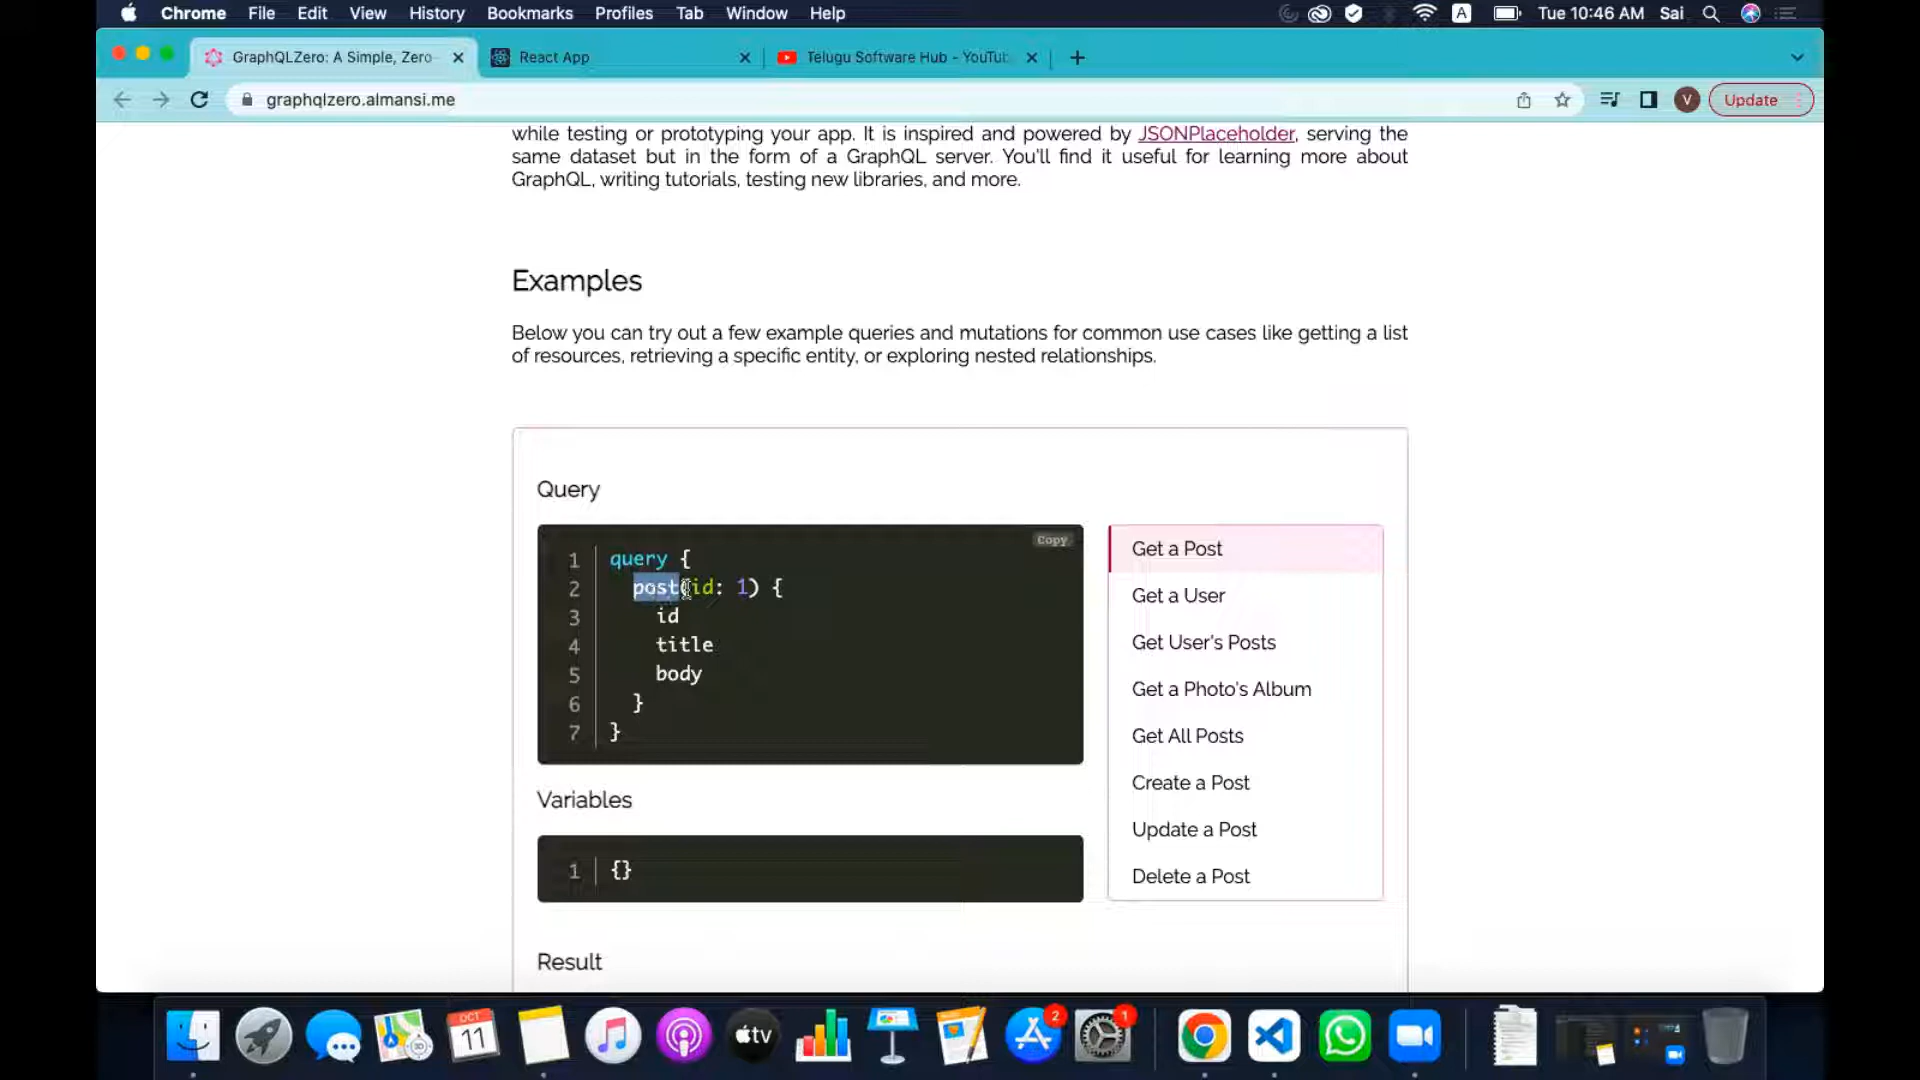 Chrome File Edit View History Bookmarks Profiles Tab Window Help A Tue 10:46 AM Sai
GraphQLZero: A Simple, Zero
React App
Telugu Software Hub - YouTu
graphqlzero.almansi.me
V
Update
while testing or prototyping your app. It is inspired and powered by JSONPlaceholder, serving the
same dataset but in the form of a GraphQL server. You'll find it useful for learning more about
GraphQL, writing tutorials, testing new libraries, and more.
Examples
Below you can try out a few example queries and mutations for common use cases like getting a list
of resources, retrieving a specific entity, or exploring nested relationships.
Query
Copy
1 query {
2 post(id: 1) {
3 id
4 title
5 body
6 }
7 }
Get a Post
Get a User
Get User's Posts
Get a Photo's Album
Get All Posts
Create a Post
Update a Post
Delete a Post
Variables
1 {}
Result
OCT
11
tv
2
1